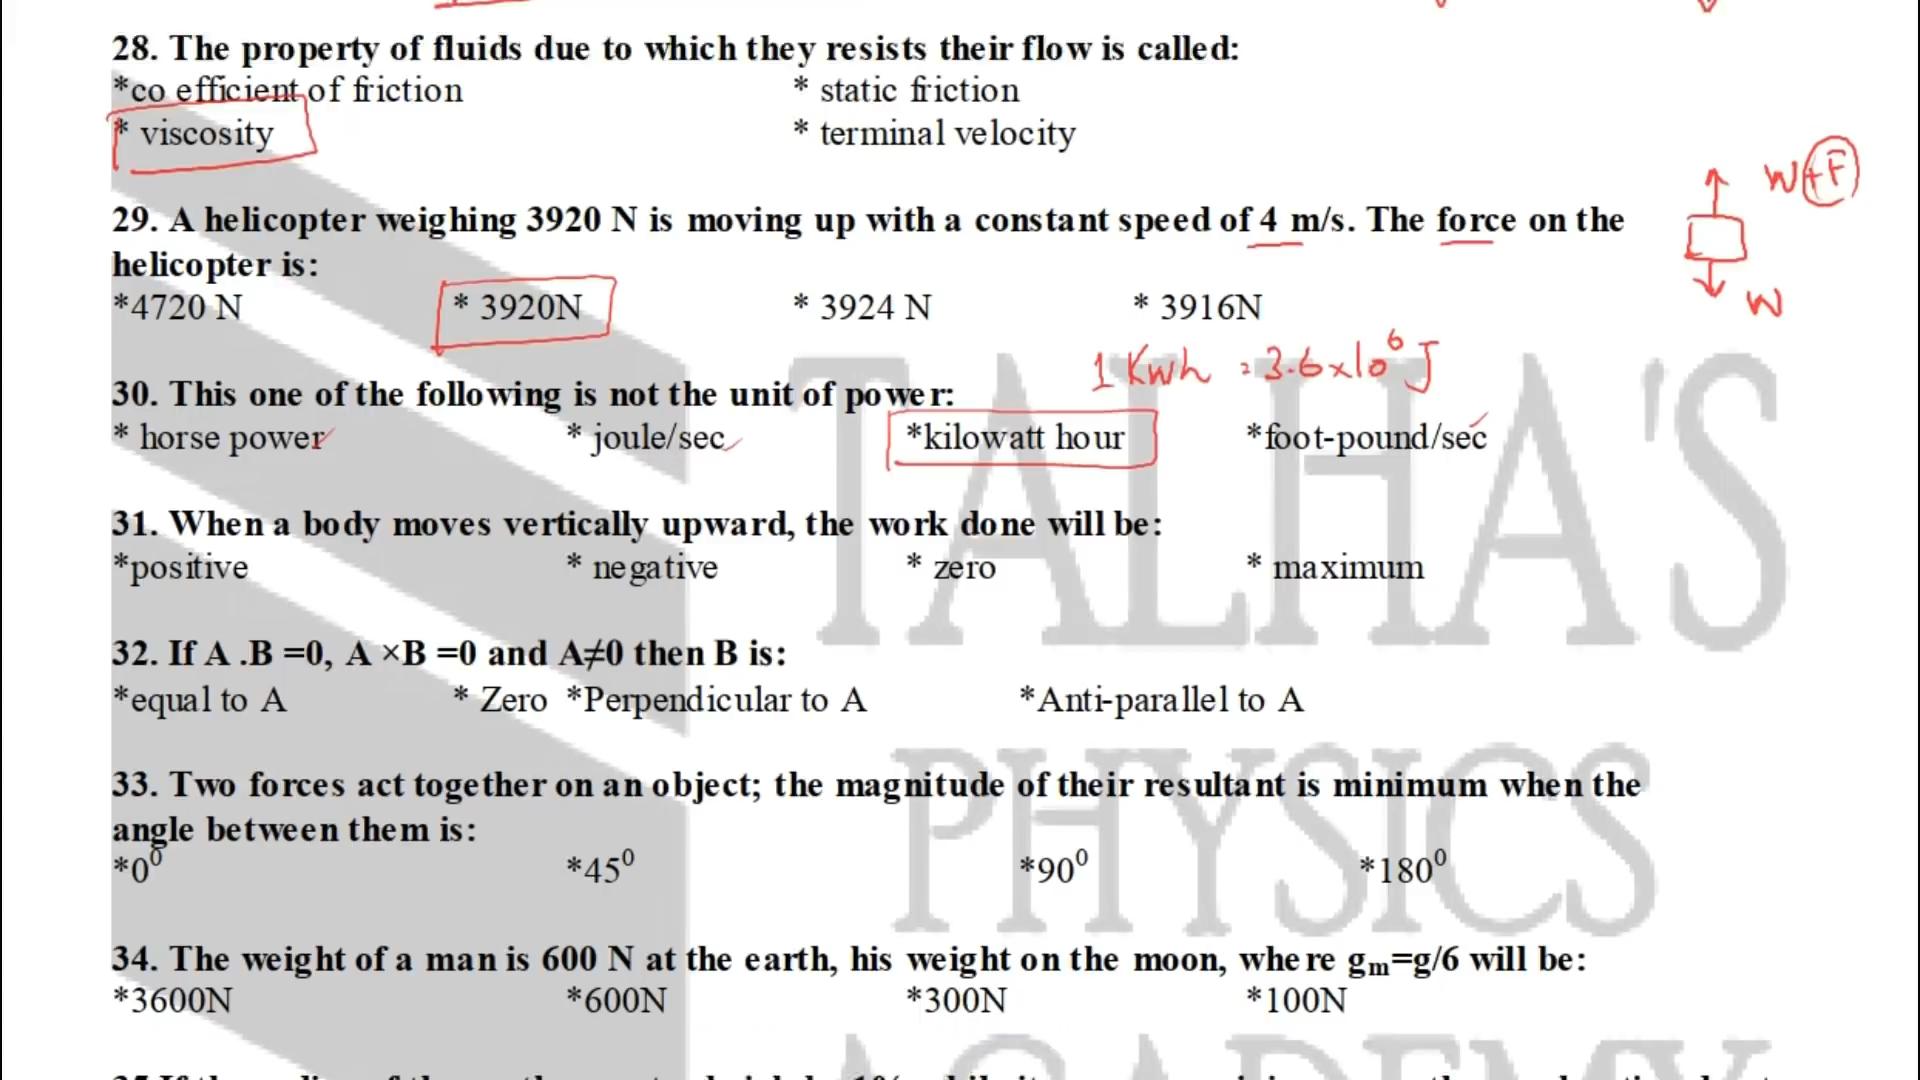 28. The property of fluids due to which they resists their flow is called:
*co efficient of friction * static friction
* viscosity * terminal velocity
W+F
29. A helicopter weighing 3920 N is moving up with a constant speed of 4 m/s. The force on the
helicopter is:
*4720 N * 3920N * 3924 N * 3916N
W
1 Kwh = 3.6x10⁶ J
30. This one of the following is not the unit of power:
* horse power * joule/sec *kilowatt hour *foot-pound/sec
31. When a body moves vertically upward, the work done will be:
*positive * negative * zero * maximum
32. If A .B =0, A ×B =0 and A≠0 then B is:
*equal to A * Zero *Perpendicular to A *Anti-parallel to A
33. Two forces act together on an object; the magnitude of their resultant is minimum when the
angle between them is:
*0⁰ *45⁰ *90⁰ *180⁰
34. The weight of a man is 600 N at the earth, his weight on the moon, where gₘ=g/6 will be:
*3600N *600N *300N *100N
TALHA'S
PHYSICS
ACADEMY